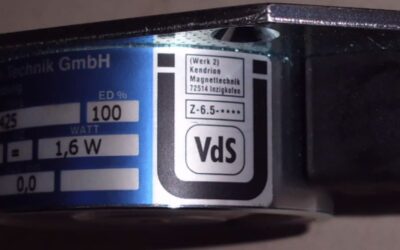 Technik GmbH
ED %
425 100
WATT
= 1,6 W
0,0
(Werk 2)
Kendrion
Magnettechnik
72514 Inzigkofen
Z-6.5-•••••
VdS